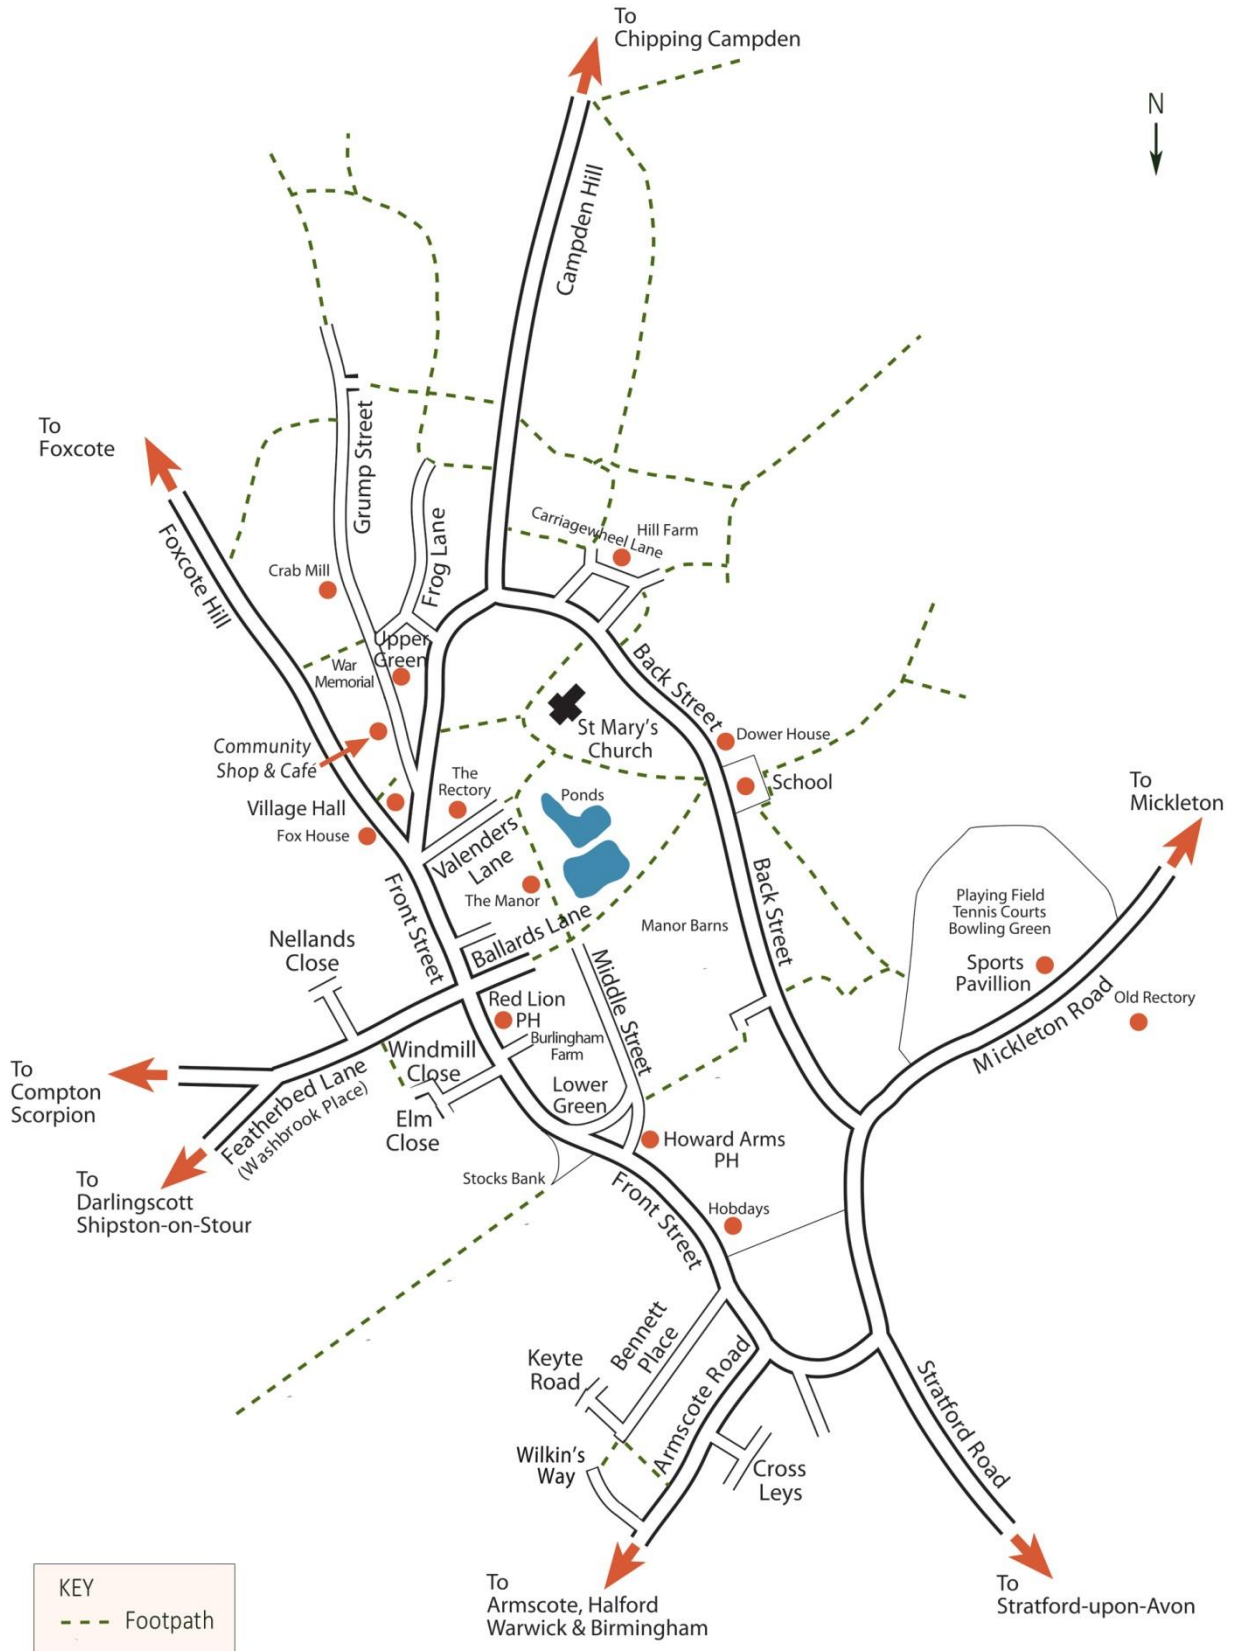 To
Chipping Campden
N
Campden Hill
To
Foxcote
Grump Street
Foxcote Hill
Frog Lane
Carriagewheel Lane
Hill Farm
Crab Mill
Upper
Green
War
Memorial
Back Street
St Mary's
Church
Dower House
Community
Shop & Café
The
Rectory
School
To
Mickleton
Village Hall
Ponds
Fox House
Valenders
Lane
The Manor
Front Street
Back Street
Playing Field
Tennis Courts
Bowling Green
Manor Barns
Nellands
Close
Ballards Lane
Middle Street
Sports
Pavillion
Old Rectory
Red Lion
PH
Burlingham
Farm
Mickleton Road
Windmill
Close
To
Compton
Scorpion
Featherbed Lane
(Washbrook Place)
Lower
Green
Elm
Close
Howard Arms
PH
To
Darlingscott
Shipston-on-Stour
Stocks Bank
Front Street
Hobdays
Bennett
Place
Keyte
Road
Armscote Road
Stratford Road
Wilkin's
Way
Cross
Leys
To
Armscote, Halford
Warwick & Birmingham
To
Stratford-upon-Avon
KEY
Footpath